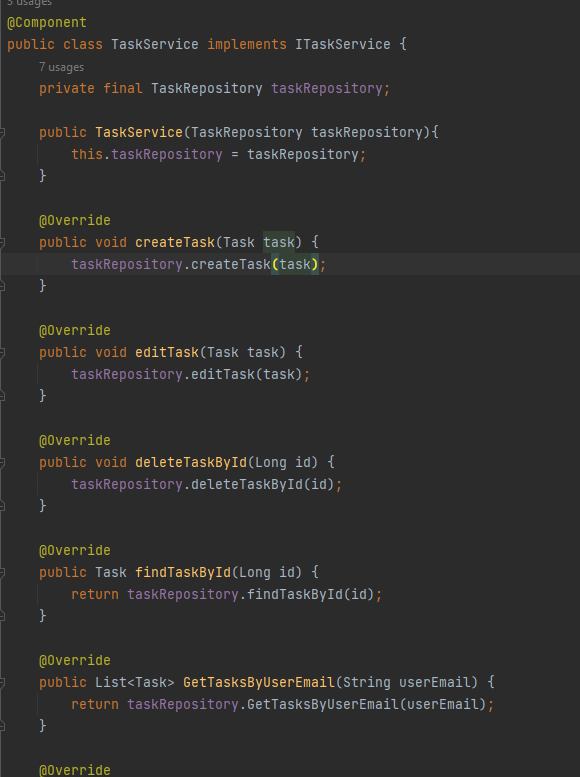 3 usages
@Component
public class TaskService implements ITaskService {
7 usages
private final TaskRepository taskRepository;
public TaskService(TaskRepository taskRepository){
this.taskRepository = taskRepository;
}
@Override
public void createTask(Task task) {
taskRepository.createTask(task);
}
@Override
public void editTask(Task task) {
taskRepository.editTask(task);
}
@Override
public void deleteTaskById(Long id) {
taskRepository.deleteTaskById(id);
}
@Override
public Task findTaskById(Long id) {
return taskRepository.findTaskById(id);
}
@Override
public List<Task> GetTasksByUserEmail(String userEmail) {
return taskRepository.GetTasksByUserEmail(userEmail);
}
@Override